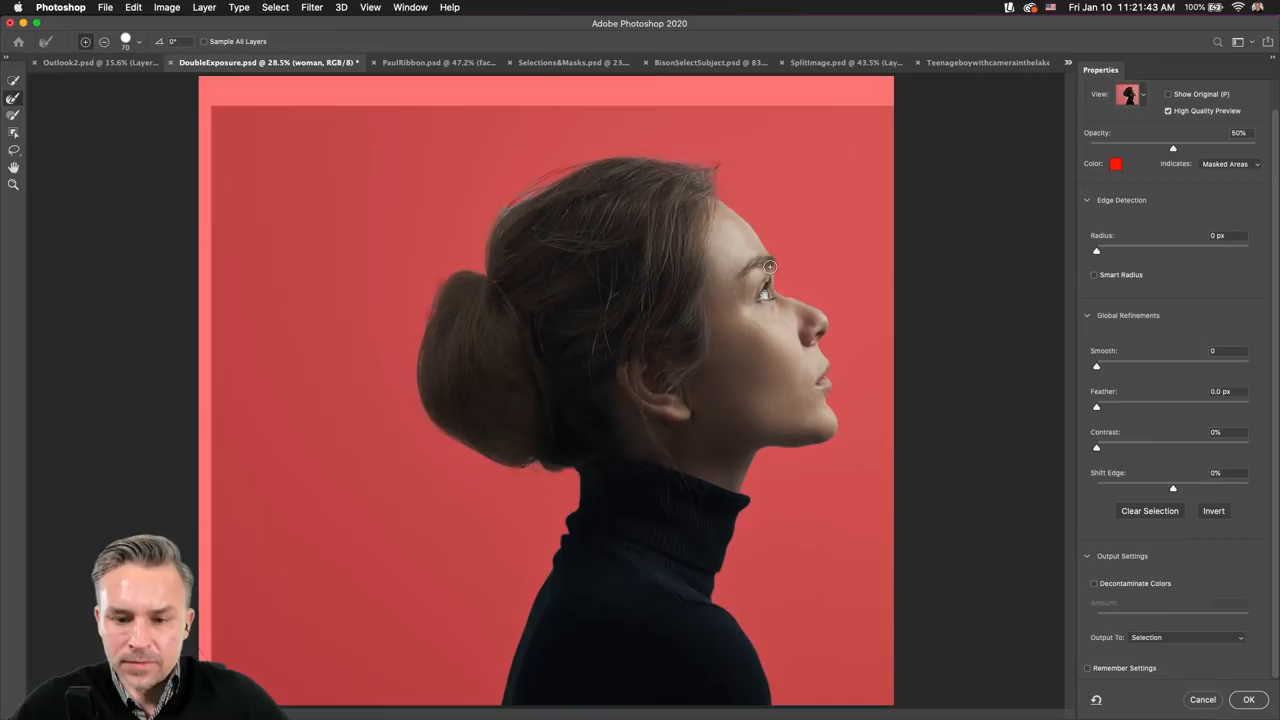 Photoshop File Edit Image Layer Type Select Filter 3D View Window Help 100% Fri Jan 10 11:21:43 AM
Adobe Photoshop 2020
70 0° Sample All Layers
Outlook2.psd @ 15.6% (Layer... DoubleExposure.psd @ 28.5% (woman, RGB/8) * PaulRibbon.psd @ 47.2% (fac... Selections&Masks.psd @ 23.... BisonSelectSubject.psd @ 83.... SplitImage.psd @ 43.5% (Lay... Teenageboywithcamerainthelake
Properties
View: Show Original (P)
High Quality Preview
Opacity: 50%
Color: Indicates: Masked Areas
Edge Detection
Radius: 0 px
Smart Radius
Global Refinements
Smooth: 0
Feather: 0.0 px
Contrast: 0%
Shift Edge: 0%
Clear Selection Invert
Output Settings
Decontaminate Colors
Amount:
Output To: Selection
Remember Settings
Cancel OK